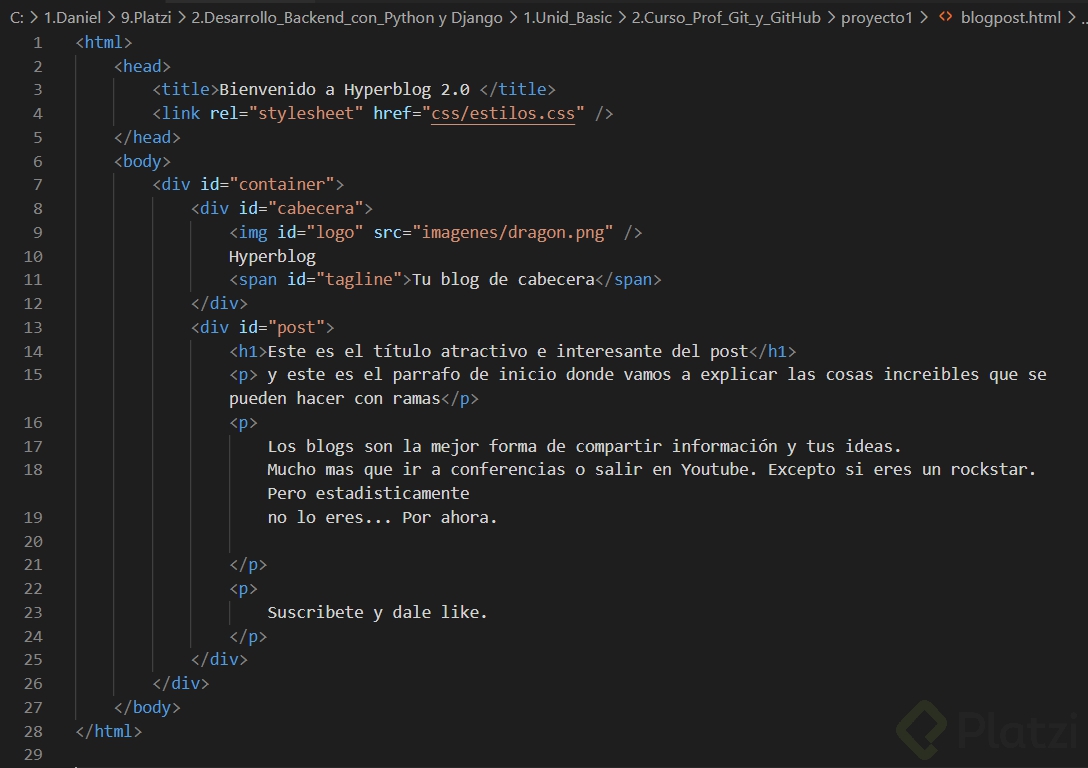 C: > 1.Daniel > 9.Platzi > 2.Desarrollo_Backend_con_Python y Django > 1.Unid_Basic > 2.Curso_Prof_Git_y_GitHub > proyecto1 > <> blogpost.html > ...
1 <html>
2 <head>
3 <title>Bienvenido a Hyperblog 2.0 </title>
4 <link rel="stylesheet" href="css/estilos.css" />
5 </head>
6 <body>
7 <div id="container">
8 <div id="cabecera">
9 <img id="logo" src="imagenes/dragon.png" />
10 Hyperblog
11 <span id="tagline">Tu blog de cabecera</span>
12 </div>
13 <div id="post">
14 <h1>Este es el título atractivo e interesante del post</h1>
15 <p> y este es el parrafo de inicio donde vamos a explicar las cosas increibles que se
pueden hacer con ramas</p>
16 <p>
17 Los blogs son la mejor forma de compartir información y tus ideas.
18 Mucho mas que ir a conferencias o salir en Youtube. Excepto si eres un rockstar.
Pero estadisticamente
19 no lo eres... Por ahora.
20
21 </p>
22 <p>
23 Suscribete y dale like.
24 </p>
25 </div>
26 </div>
27 </body>
28 </html>
29
Platzi